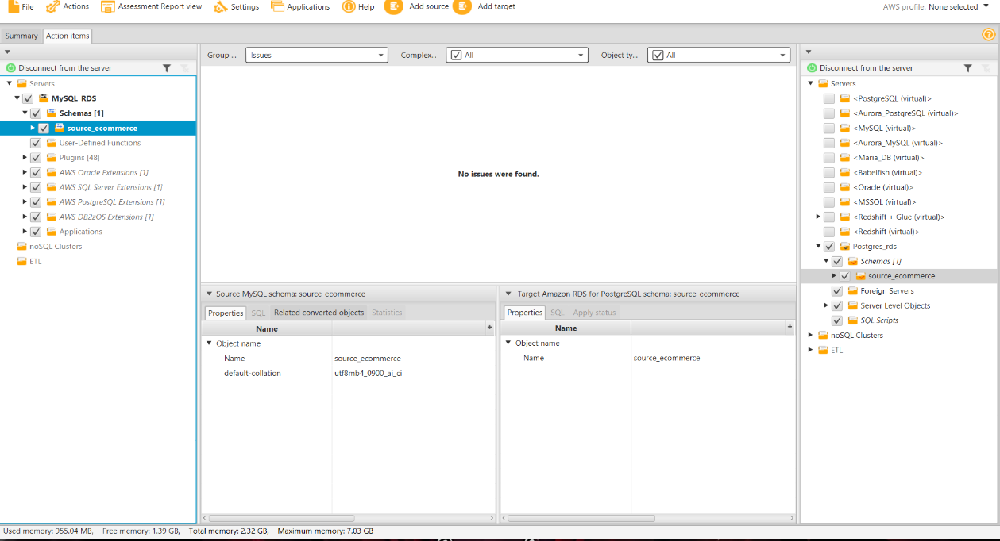 File Actions Assessment Report view Settings Applications Help Add source Add target AWS profile: None selected
Summary Action items
Disconnect from the server
Servers
MySQL_RDS
Schemas [1]
source_ecommerce
User-Defined Functions
Plugins [48]
AWS Oracle Extensions [1]
AWS SQL Server Extensions [1]
AWS PostgreSQL Extensions [1]
AWS DB2zOS Extensions [1]
Applications
noSQL Clusters
ETL
Group ... Issues Complex... All Object ty... All
No issues were found.
Source MySQL schema: source_ecommerce
Properties SQL Related converted objects Statistics
Name +
Object name
Name source_ecommerce
default-collation utf8mb4_0900_ai_ci
Target Amazon RDS for PostgreSQL schema: source_ecommerce
Properties SQL Apply status
Name +
Object name
Name source_ecommerce
Disconnect from the server
Servers
<PostgreSQL (virtual)>
<Aurora_PostgreSQL (virtual)>
<MySQL (virtual)>
<Aurora_MySQL (virtual)>
<Maria_DB (virtual)>
<Babelfish (virtual)>
<Oracle (virtual)>
<MSSQL (virtual)>
<Redshift + Glue (virtual)>
<Redshift (virtual)>
Postgres_rds
Schemas [1]
source_ecommerce
Foreign Servers
Server Level Objects
SQL Scripts
noSQL Clusters
ETL
Used memory: 955.04 MB, Free memory: 1.39 GB, Total memory: 2.32 GB, Maximum memory: 7.03 GB